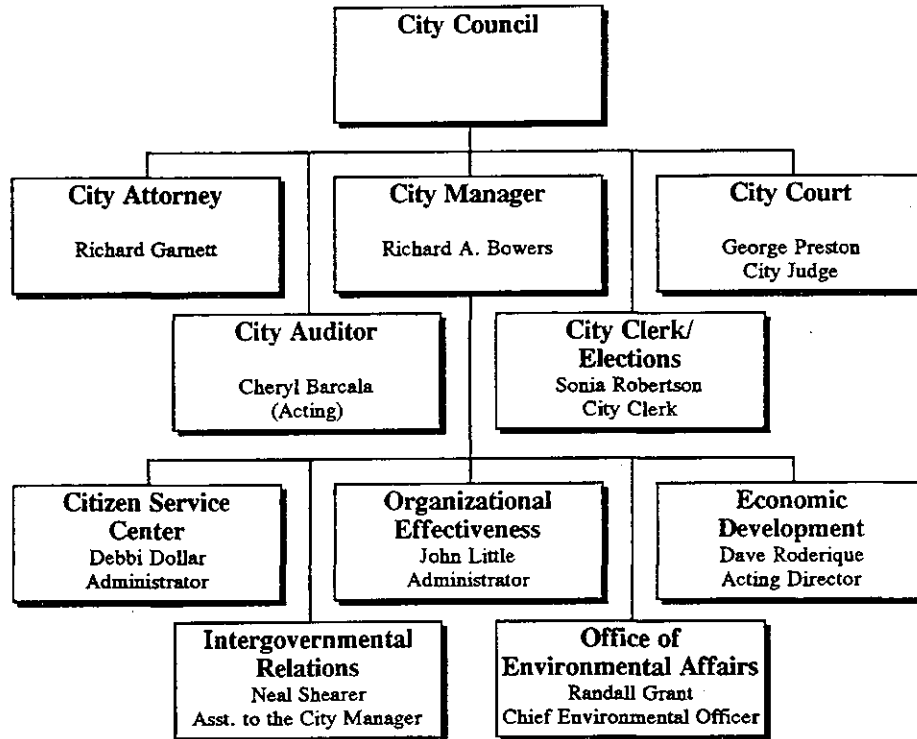 City Council
City Attorney
Richard Garnett
City Manager
Richard A. Bowers
City Court
George Preston
City Judge
City Auditor
Cheryl Barcala
(Acting)
City Clerk/
Elections
Sonia Robertson
City Clerk
Citizen Service
Center
Debbi Dollar
Administrator
Organizational
Effectiveness
John Little
Administrator
Economic
Development
Dave Roderique
Acting Director
Intergovernmental
Relations
Neal Shearer
Asst. to the City Manager
Office of
Environmental Affairs
Randall Grant
Chief Environmental Officer